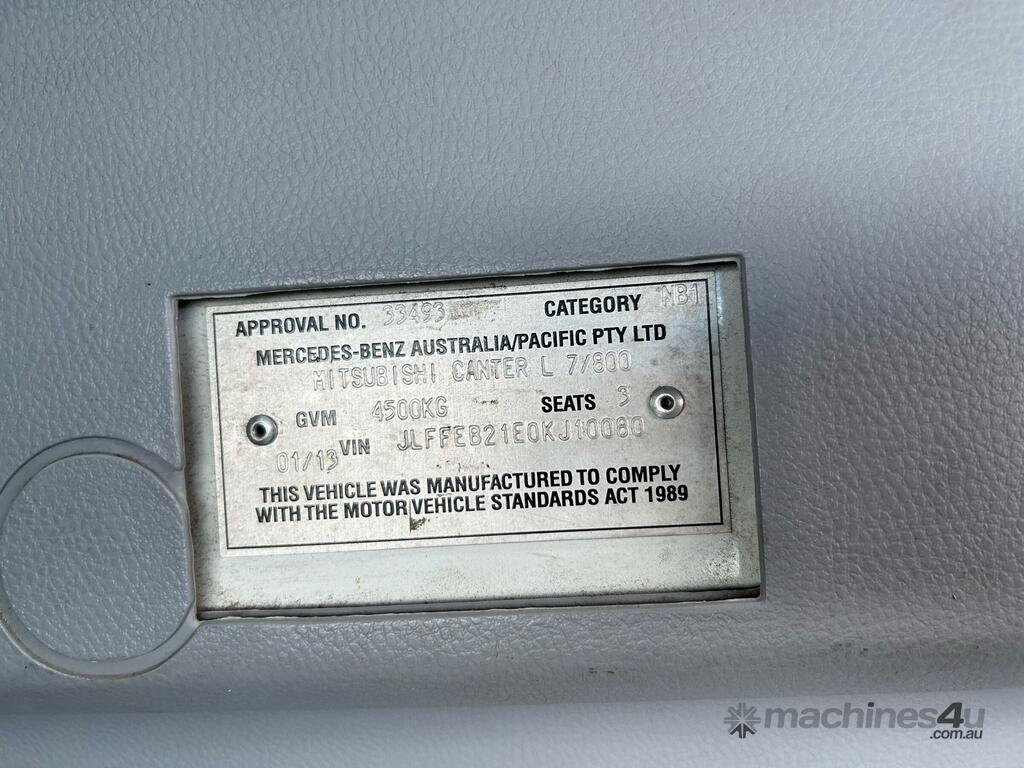 APPROVAL NO. 33493 CATEGORY NB1
MERCEDES-BENZ AUSTRALIA/PACIFIC PTY LTD
MITSUBISHI CANTER L 7/800
GVM 4500KG SEATS 3
01/13 VIN JLFFEB21E0KJ10080
THIS VEHICLE WAS MANUFACTURED TO COMPLY
WITH THE MOTOR VEHICLE STANDARDS ACT 1989
machines4u
.com.au